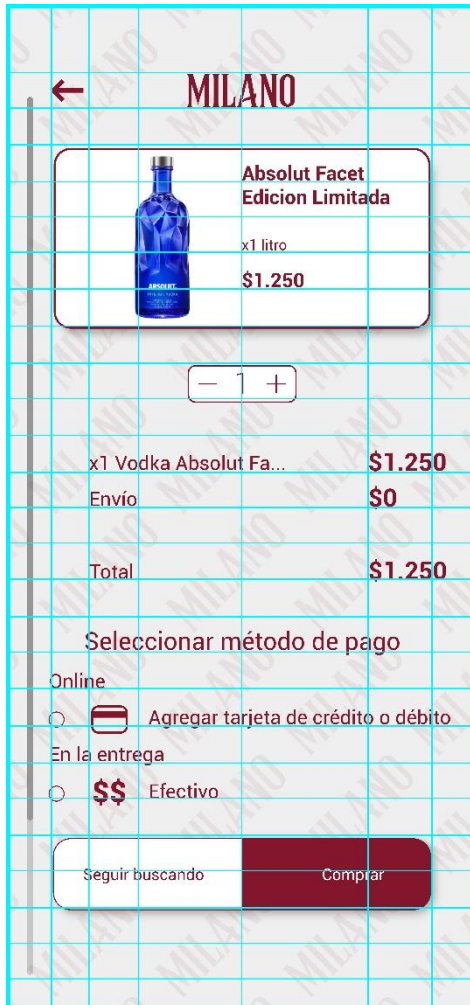 MILANO
Absolut Facet
Edicion Limitada
x1 litro
$1.250
ABSOLUT
— 1 +
x1 Vodka Absolut Fa... $1.250
Envío $0
Total $1.250
Seleccionar método de pago
Online
Agregar tarjeta de crédito o débito
En la entrega
$$ Efectivo
Seguir buscando Comprar